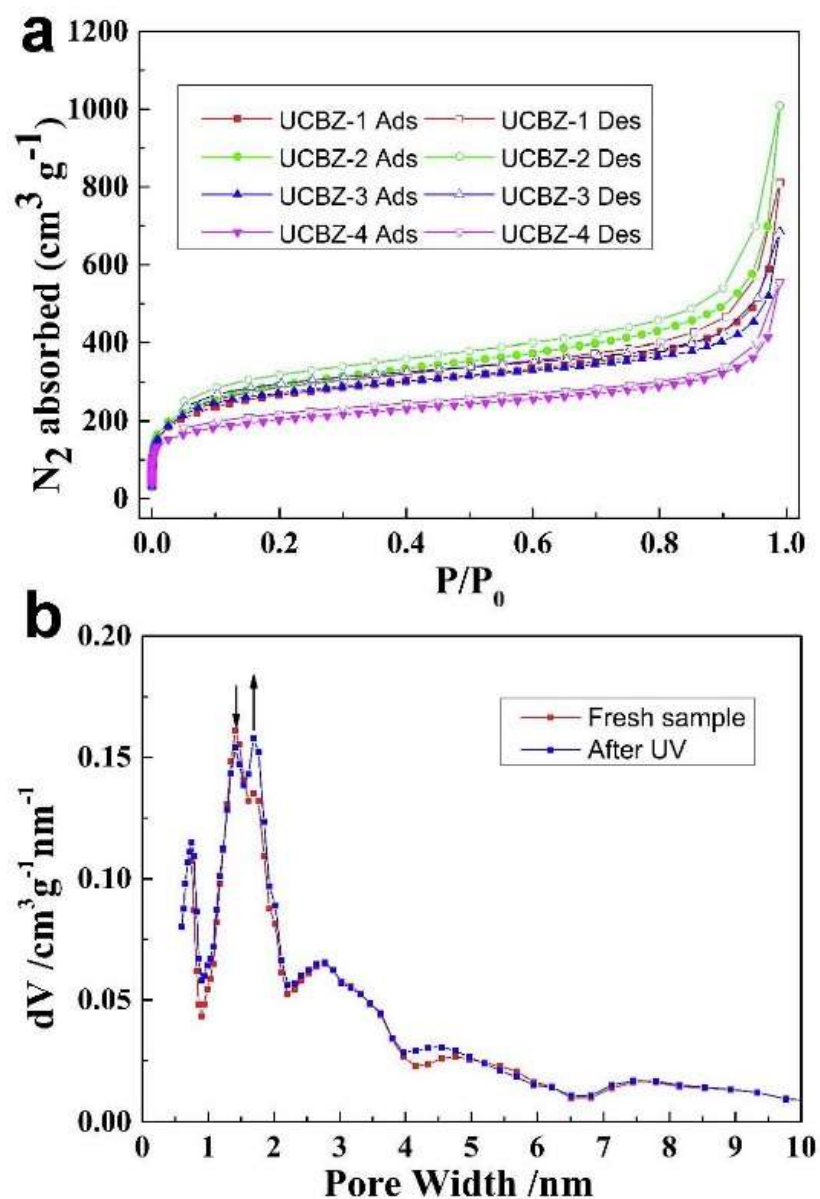 a
1200
1000
800
600
400
200
0
N2 absorbed (cm3 g-1)
UCBZ-1 Ads UCBZ-1 Des
UCBZ-2 Ads UCBZ-2 Des
UCBZ-3 Ads UCBZ-3 Des
UCBZ-4 Ads UCBZ-4 Des
0.0 0.2 0.4 0.6 0.8 1.0
P/P0
b
0.20
0.15
0.10
0.05
0.00
dV /cm3g-1nm-1
Fresh sample
After UV
0 1 2 3 4 5 6 7 8 9 10
Pore Width /nm